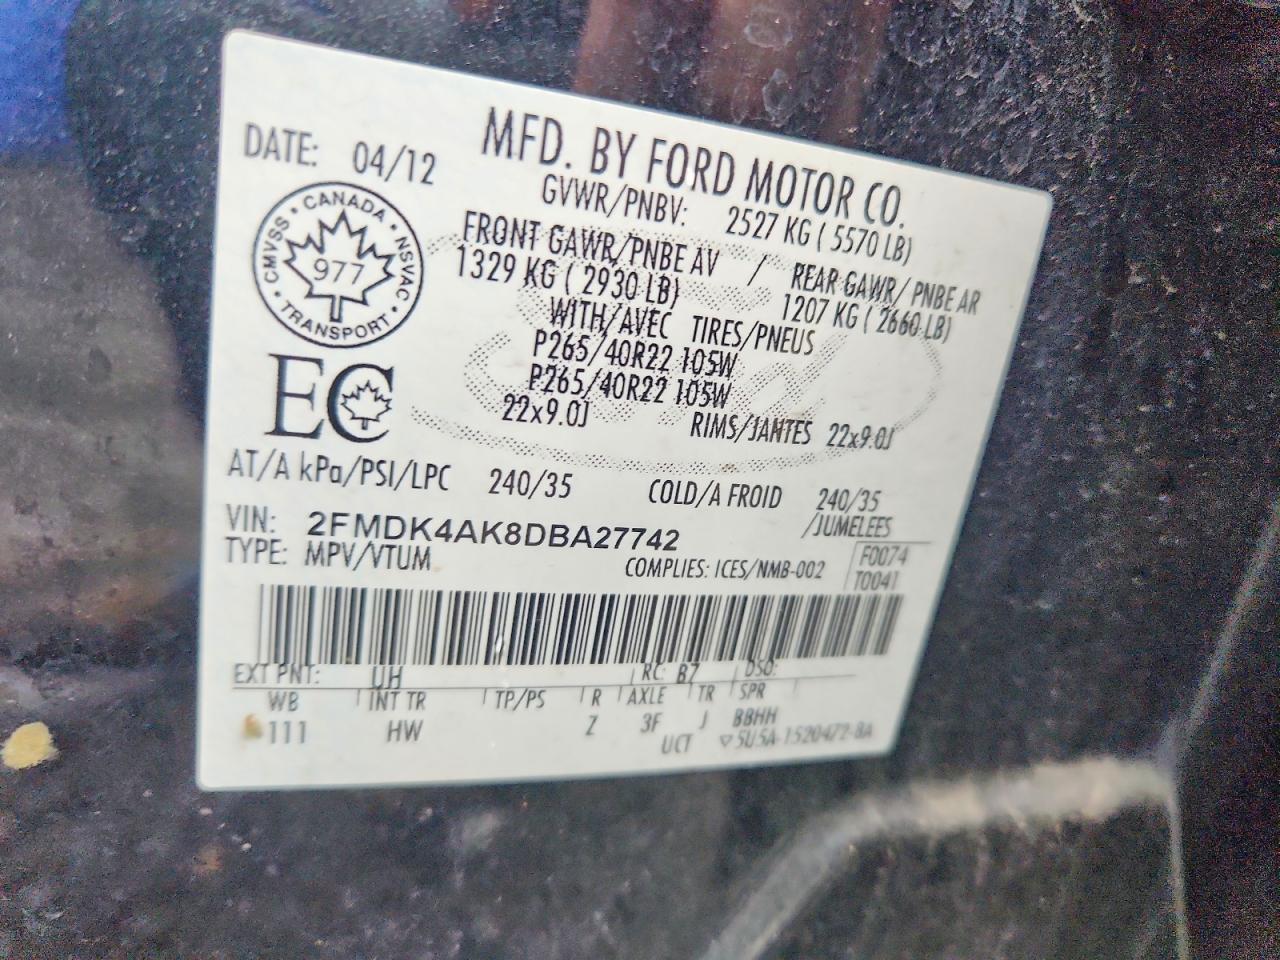 MFD. BY FORD MOTOR CO.
DATE: 04/12
GVWR/PNBV: 2527 KG ( 5570 LB)
FRONT GAWR/PNBE AV / REAR GAWR/ PNBE AR
1329 KG ( 2930 LB) 1207 KG ( 2660 LB)
WITH/AVEC TIRES/PNEUS
P265/40R22 105W
P265/40R22 105W
22x9.0J RIMS/JANTES 22x9.0J
CANADA
CMVSS • NSVAC
977
TRANSPORT
EC
AT/A kPa/PSI/LPC 240/35 COLD/A FROID 240/35
/JUMELEES
VIN: 2FMDK4AK8DBA27742
TYPE: MPV/VTUM COMPLIES: ICES/NMB-002
F0074
T0041
EXT PNT: UH RC: B7 DSO:
WB INT TR TP/PS R AXLE TR SPR
111 HW Z 3F J BBHH
UCT ▽5U5A-1520472-BA